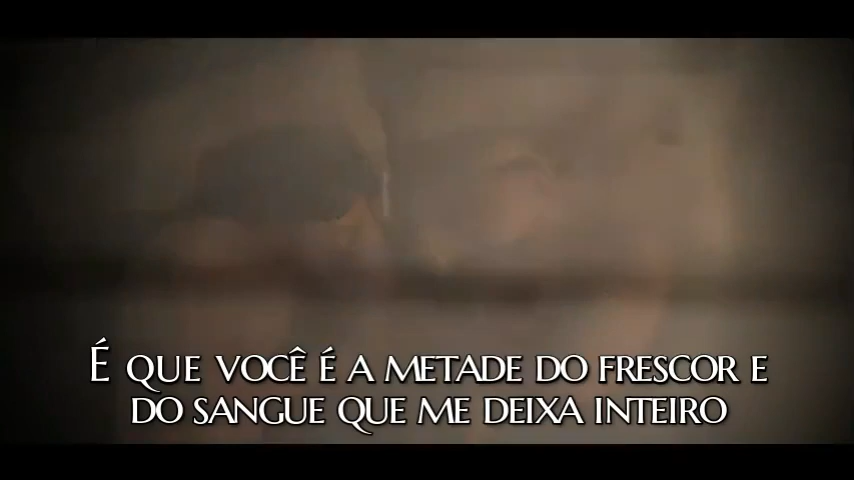 É QUE VOCÊ É A METADE DO FRESCOR E
DO SANGUE QUE ME DEIXA INTEIRO